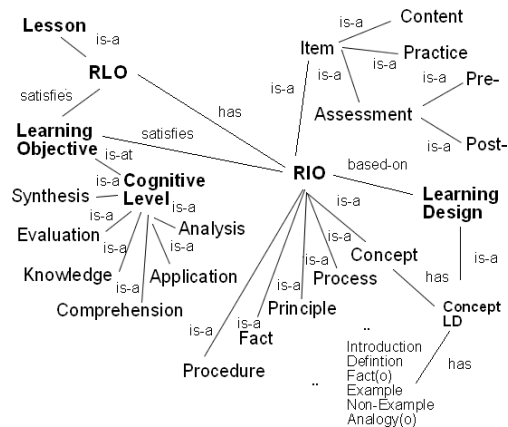 Content
Lesson
is-a
is-a
Item
is-a
Practice
RLO
is-a
is-a
Pre-
satisfies
has
is-a
Assessment
Learning
Objective
satisfies
is-a
Post-
is-at
RIO
based-on
is-a
Cognitive
Level
is-a
Learning
Design
Synthesis
is-a
is-a
Analysis
Evaluation
is-a
is-a
is-a
Concept
is-a
Knowledge
Application
Process
has
is-a
is-a
Concept
LD
Comprehension
Principle
is-a
is-a
Fact
..
Introduction
Defintion
Fact(o)
Example
Non-Example
Analogy(o)
has
Procedure
..